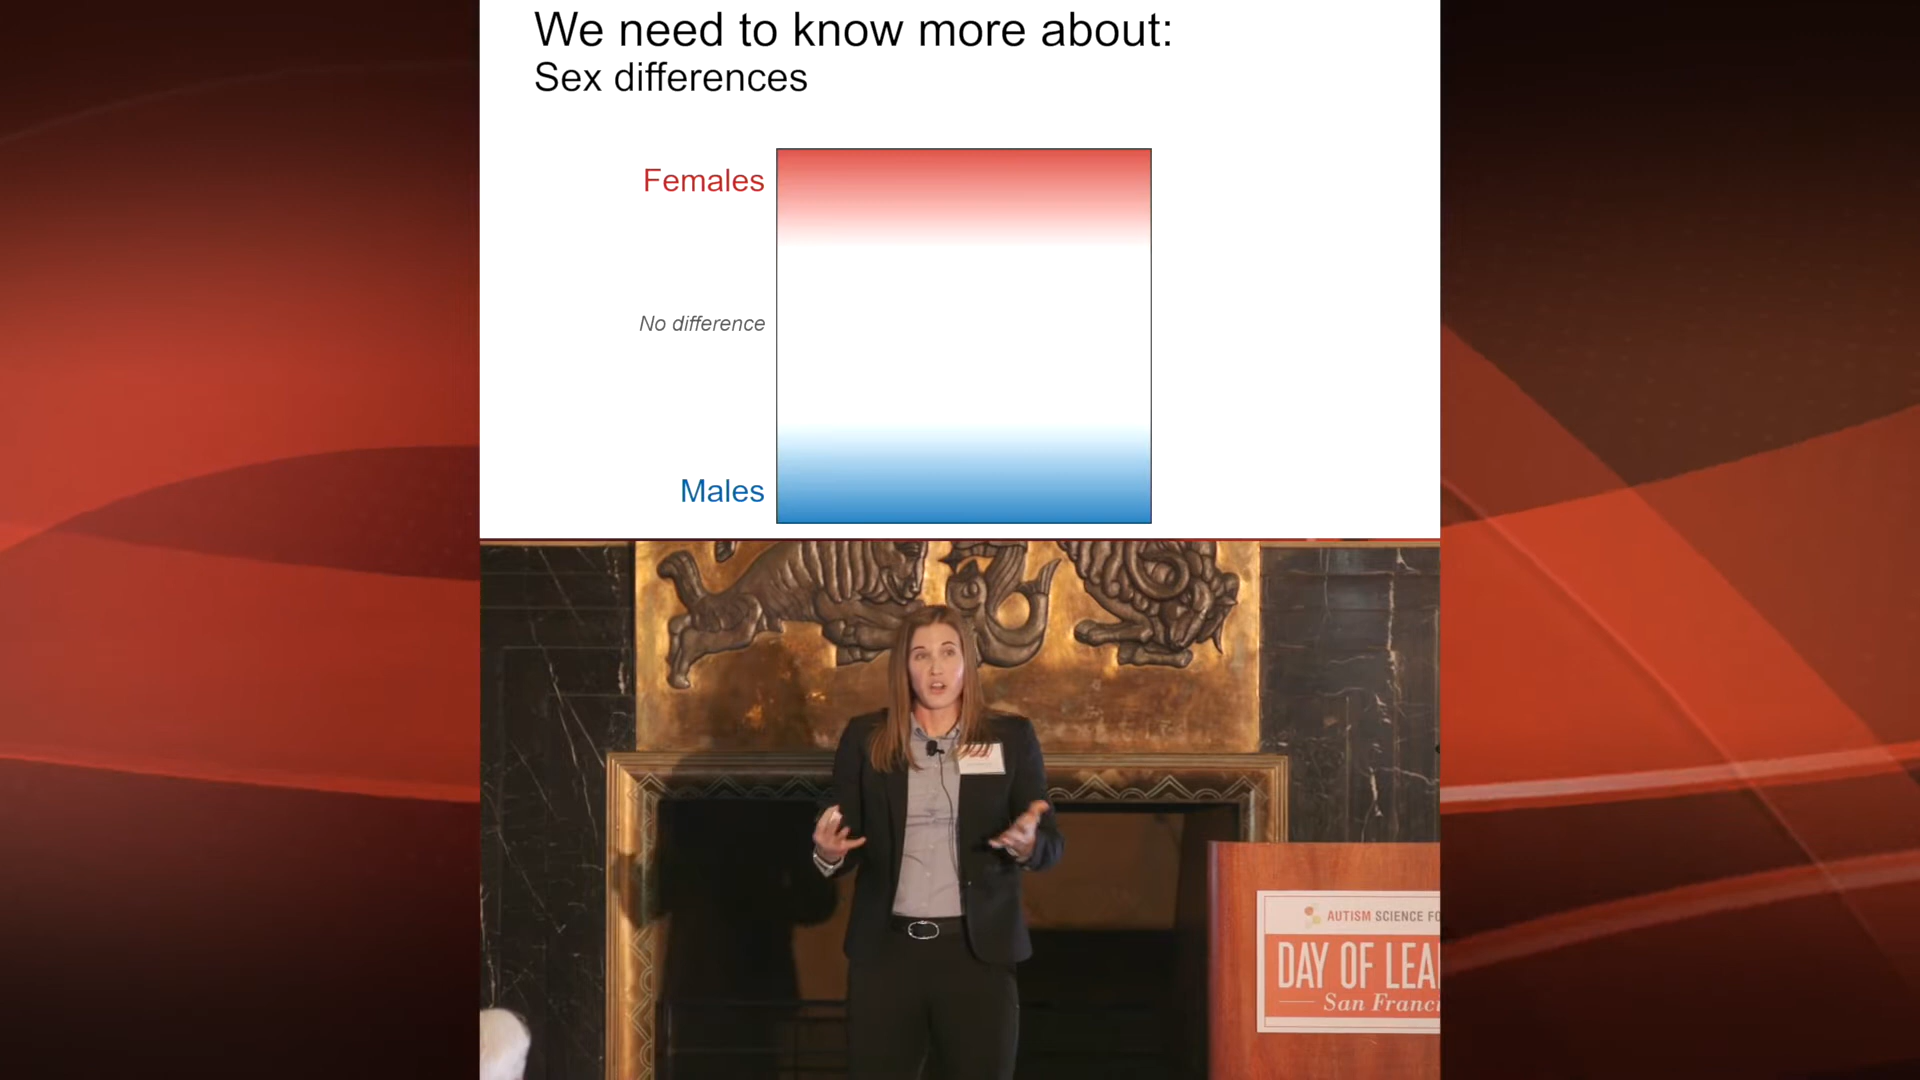 We need to know more about:
Sex differences
Females
No difference
Males
AUTISM SCIENCE FO
DAY OF LEA
San Franci